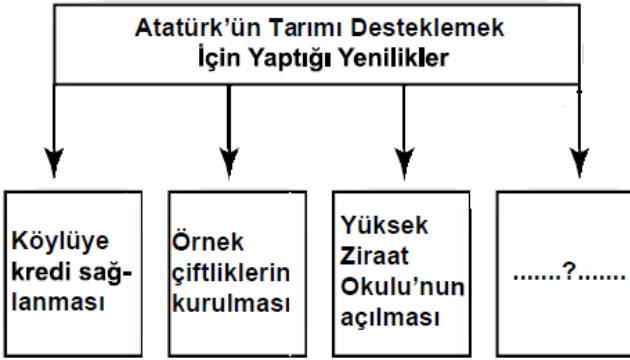 Atatürk’ün Tarımı Desteklemek
İçin Yaptığı Yenilikler
Köylüye
kredi sağ-
lanması
Örnek
çiftliklerin
kurulması
Yüksek
Ziraat
Okulu’nun
açılması
.......?.......